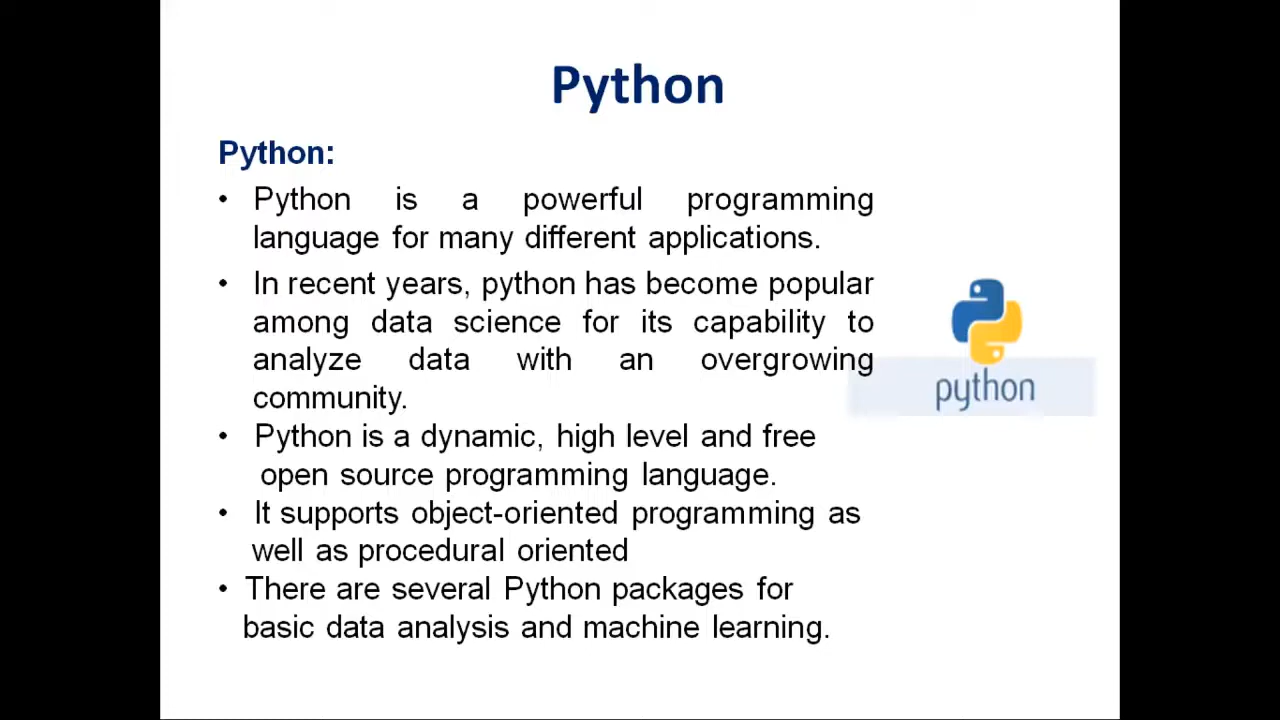 Python
Python:
• Python is a powerful programming
language for many different applications.
• In recent years, python has become popular
among data science for its capability to
analyze data with an overgrowing
community.
python
• Python is a dynamic, high level and free
open source programming language.
• It supports object-oriented programming as
well as procedural oriented
• There are several Python packages for
basic data analysis and machine learning.